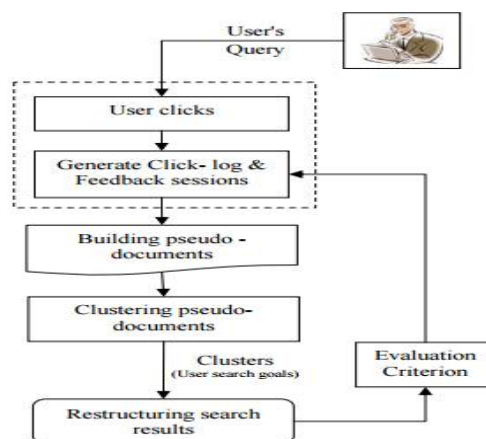 User's
Query
User clicks
Generate Click- log &
Feedback sessions
Building pseudo -
documents
Clustering pseudo-
documents
Clusters
(User search goals)
Evaluation
Criterion
Restructuring search
results